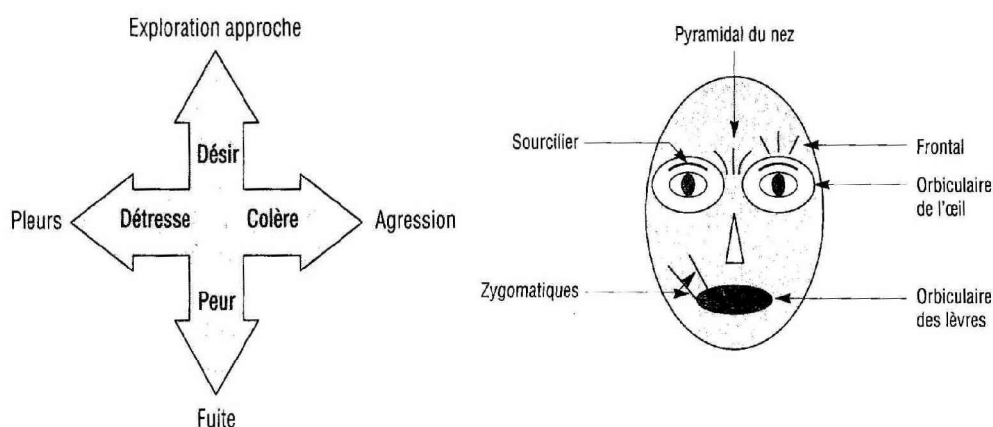 Exploration approche
Désir
Pleurs
Détresse
Colère
Agression
Peur
Fuite
Pyramidal du nez
Sourcilier
Frontal
Orbiculaire
de l'œil
Zygomatiques
Orbiculaire
des lèvres